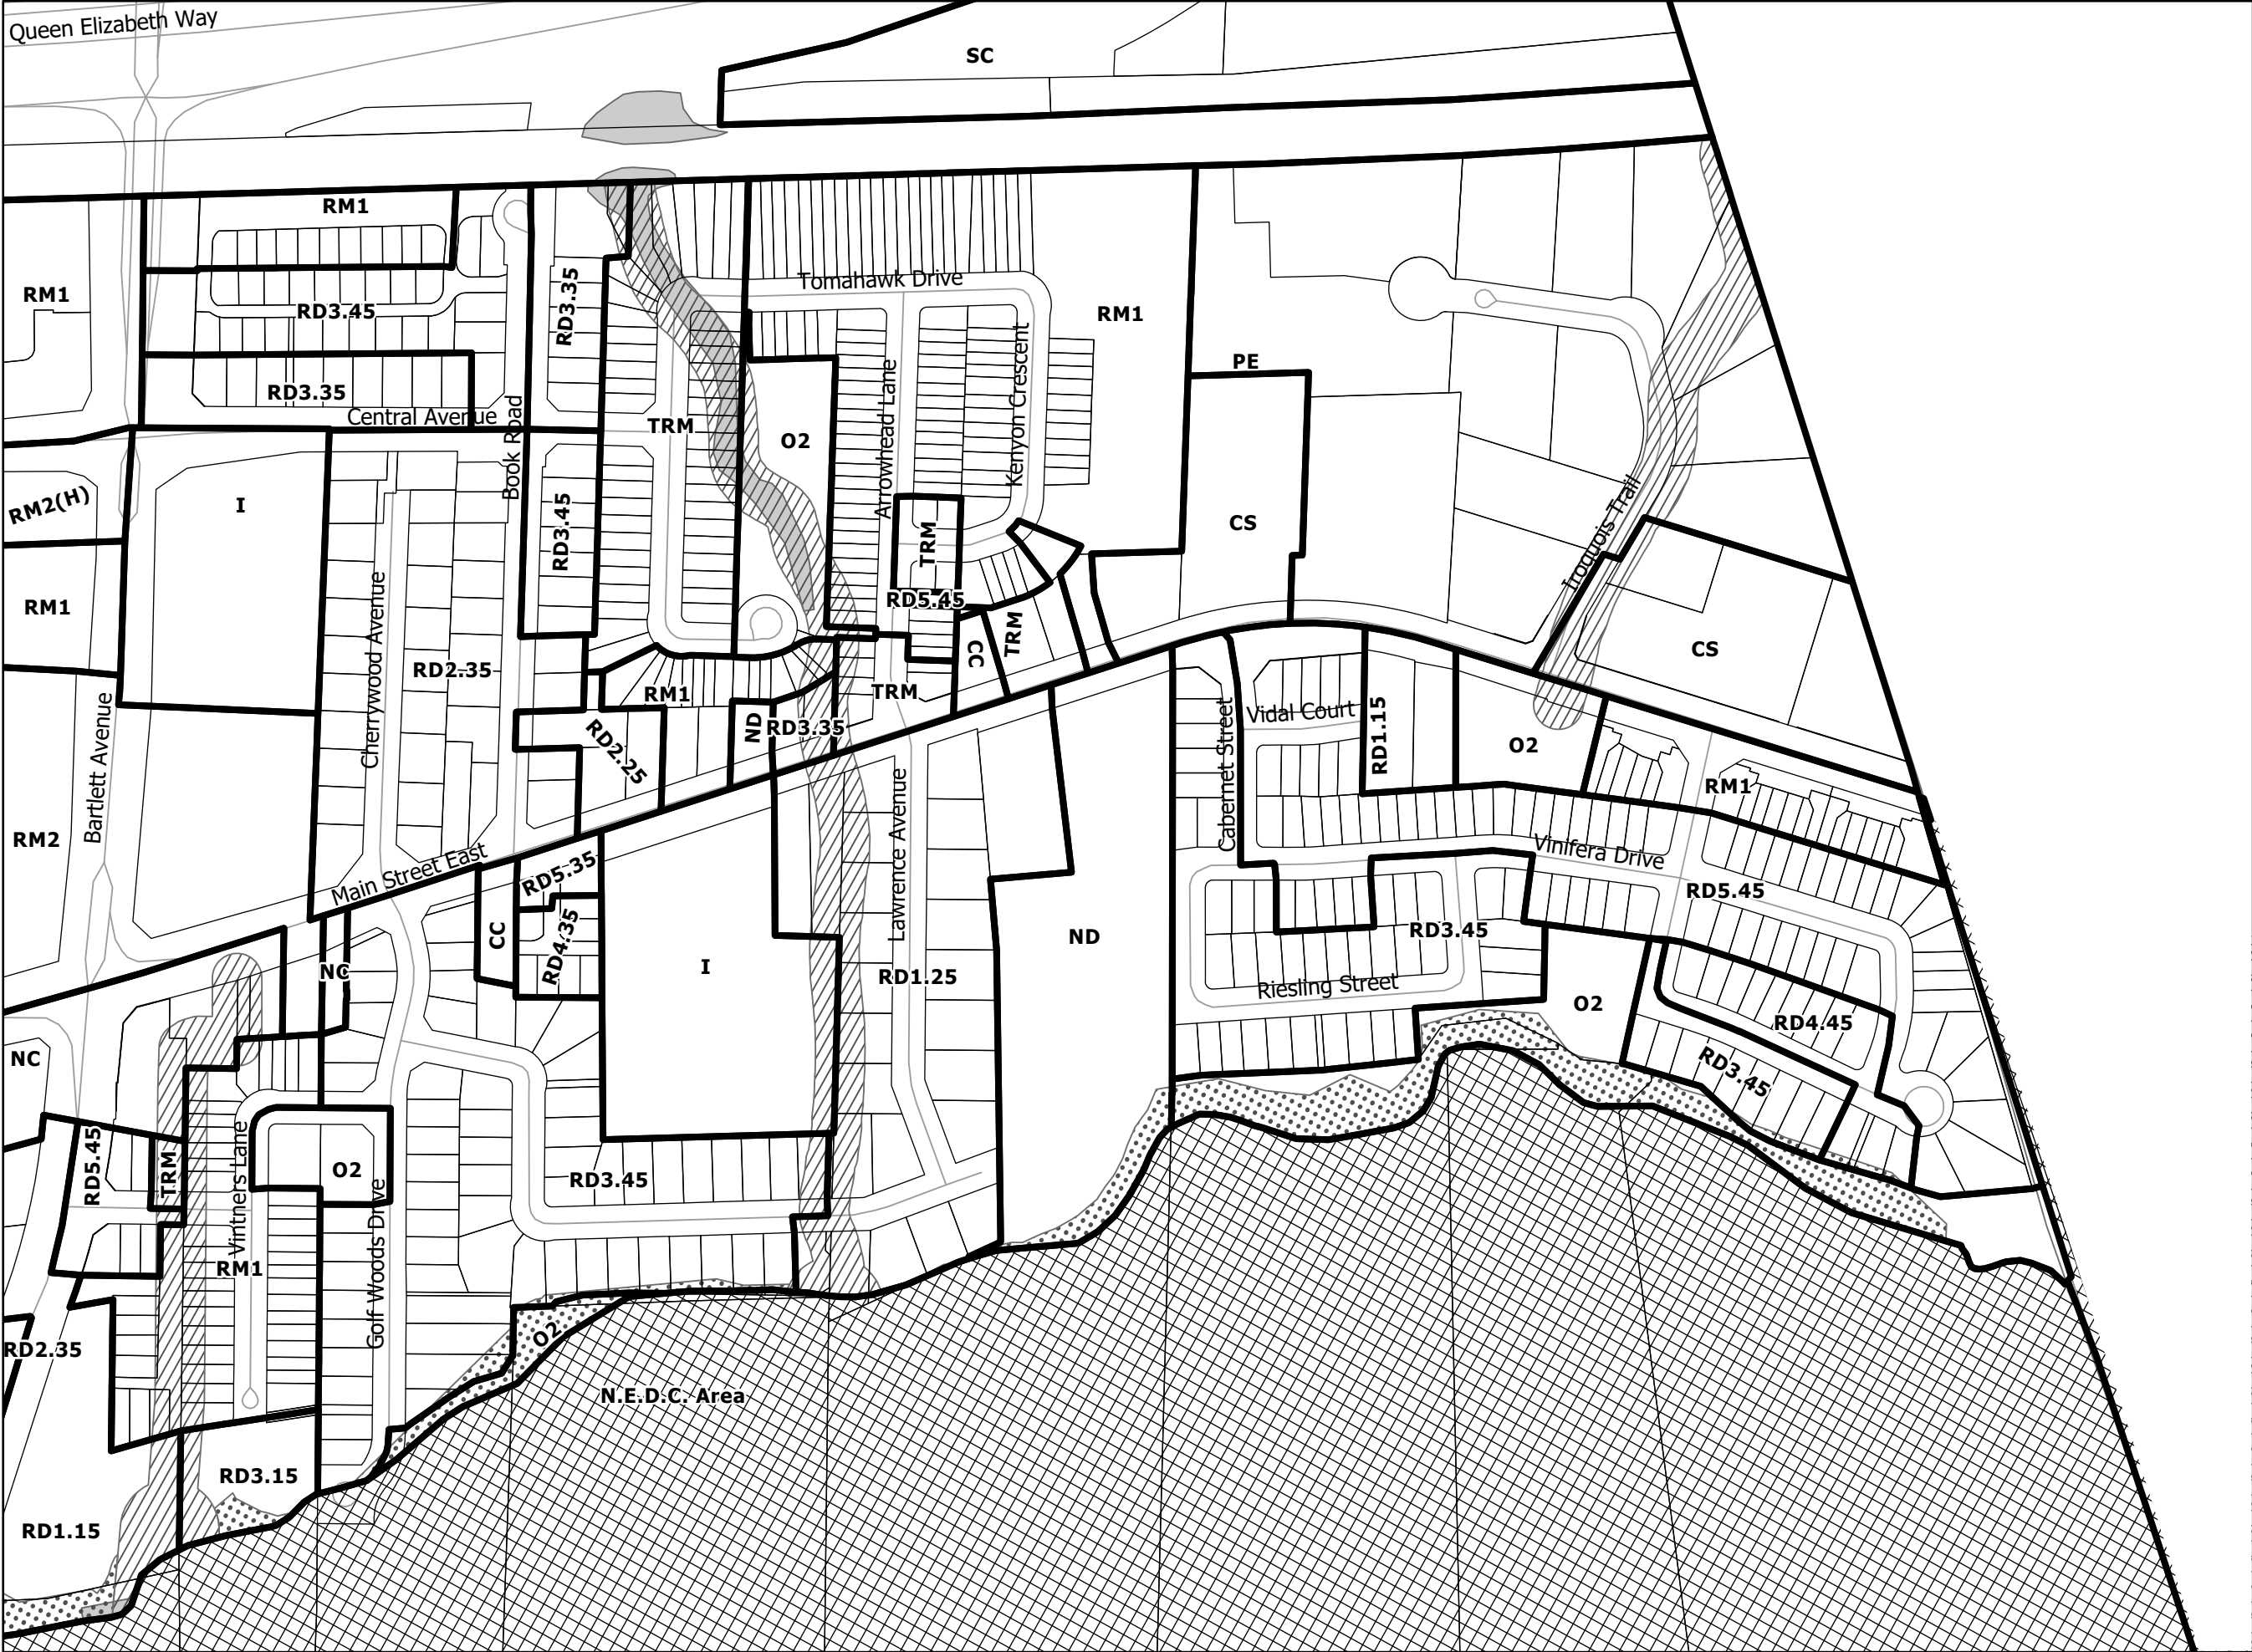 Queen Elizabeth Way
SC
RM1
RM1
RD3.45
RD3.35
Tomahawk Drive
RM1
RD3.35
Central Avenue
Book Road
TRM
O2
Arrowhead Lane
Kenyon Crescent
PE
CS
RM2(H)
I
RD3.45
TRM
Iroquois Trail
RM1
Cherrywood Avenue
RD2.35
RD5.45
TRM
CC
CS
RM1
TRM
ND
RD3.35
RD2.25
Bartlett Avenue
Cabernet Street
Vidal Court
RD1.15
O2
RM1
RM2
Main Street East
RD5.35
Lawrence Avenue
Vinifera Drive
RD5.45
CC
RD4.35
ND
RD3.45
NC
I
RD1.25
Riesling Street
O2
RD4.45
NC
RD3.45
RD5.45
TRM
Vintners Lane
O2
RD3.45
RM1
Golf Woods Drive
RD2.35
O2
N.E.D.C. Area
RD3.15
RD1.15